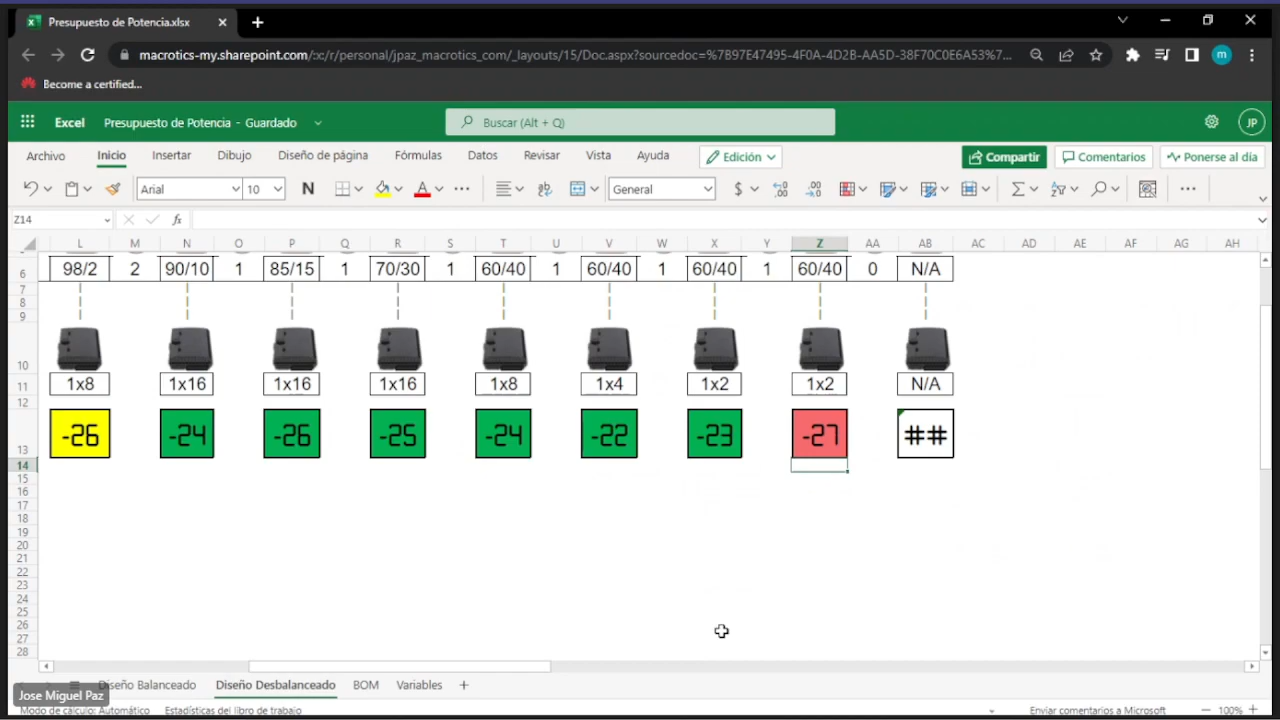 Presupuesto de Potencia.xlsx
macrotics-my.sharepoint.com/:x:/r/personal/jpaz_macrotics_com/_layouts/15/Doc.aspx?sourcedoc=%7B97E47495-4F0A-4D2B-AA5D-38F70C0E6A53%7...
m
Become a certified...
Excel Presupuesto de Potencia - Guardado Buscar (Alt + Q) JP
Archivo Inicio Insertar Dibujo Diseño de página Fórmulas Datos Revisar Vista Ayuda Edición Compartir Comentarios Ponerse al día
Arial 10 N General $
Z14 fx
L M N O P Q R S T U V W X Y Z AA AB AC AD AE AF AG AH
6 98/2 2 90/10 1 85/15 1 70/30 1 60/40 1 60/40 1 60/40 1 60/40 0 N/A
7
8
9
10
11 1x8 1x16 1x16 1x16 1x8 1x4 1x2 1x2 N/A
12
13 -26 -24 -26 -25 -24 -22 -23 -27 ##
14
15
16
17
18
19
20
21
22
23
24
25
26
27
28
Diseño Balanceado Diseño Desbalanceado BOM Variables
Jose Miguel Paz
Modo de cálculo: Automático Estadísticas del libro de trabajo Enviar comentarios a Microsoft 100%